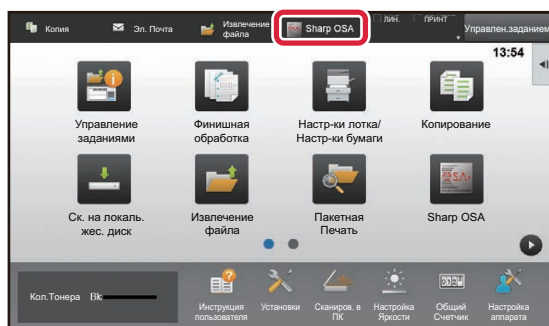 Копия
Эл. Почта
Извлечение
файла
Sharp OSA
ЛИН.
ПРИНТ
Управлен.заданием
13:54
Управление
заданиями
Финишная
обработка
Настр-ки лотка/
Настр-ки бумаги
Копирование
Ск. на локаль.
жес. диск
Извлечение
файла
Пакетная
Печать
Sharp OSA
Кол.Тонера Bk
Инструкция
пользователя
Установки
Сканиров. в
ПК
Настройка
Яркости
Общий
Счетчик
Настройка
аппарата